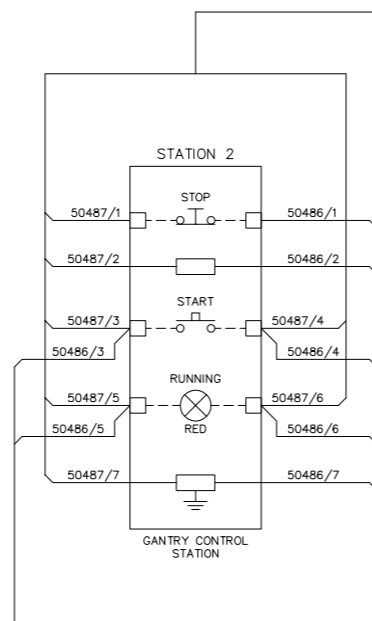 STATION 2
STOP
50487/1
50486/1
50487/2
50486/2
START
50487/3
50487/4
50486/3
50486/4
RUNNING
50487/5
50487/6
50486/5
RED
50486/6
50487/7
50486/7
GANTRY CONTROL
STATION